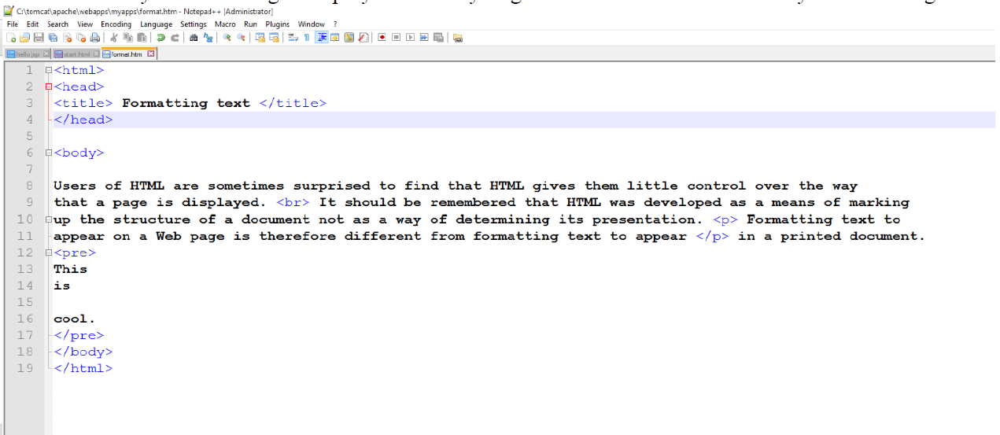 C:\tomcat\apache\webapps\myapps\format.htm - Notepad++ [Administrator]
File Edit Search View Encoding Language Settings Macro Run Plugins Window ?
hello.jsp start.html format.htm
1 <html>
2 <head>
3 <title> Formatting text </title>
4 </head>
5
6 <body>
7
8 Users of HTML are sometimes surprised to find that HTML gives them little control over the way
9 that a page is displayed. <br> It should be remembered that HTML was developed as a means of marking
10 up the structure of a document not as a way of determining its presentation. <p> Formatting text to
11 appear on a Web page is therefore different from formatting text to appear </p> in a printed document.
12 <pre>
13 This
14 is
15
16 cool.
17 </pre>
18 </body>
19 </html>